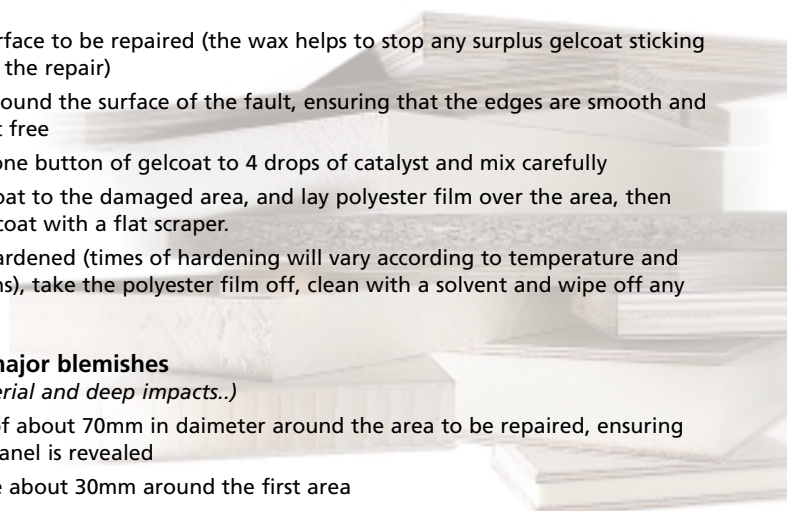 rface to be repaired (the wax helps to stop any surplus gelcoat sticking
the repair)
ound the surface of the fault, ensuring that the edges are smooth and
t free
one button of gelcoat to 4 drops of catalyst and mix carefully
oat to the damaged area, and lay polyester film over the area, then
coat with a flat scraper.
ardened (times of hardening will vary according to temperature and
ns), take the polyester film off, clean with a solvent and wipe off any
major blemishes
erial and deep impacts..)
of about 70mm in daimeter around the area to be repaired, ensuring
anel is revealed
e about 30mm around the first area